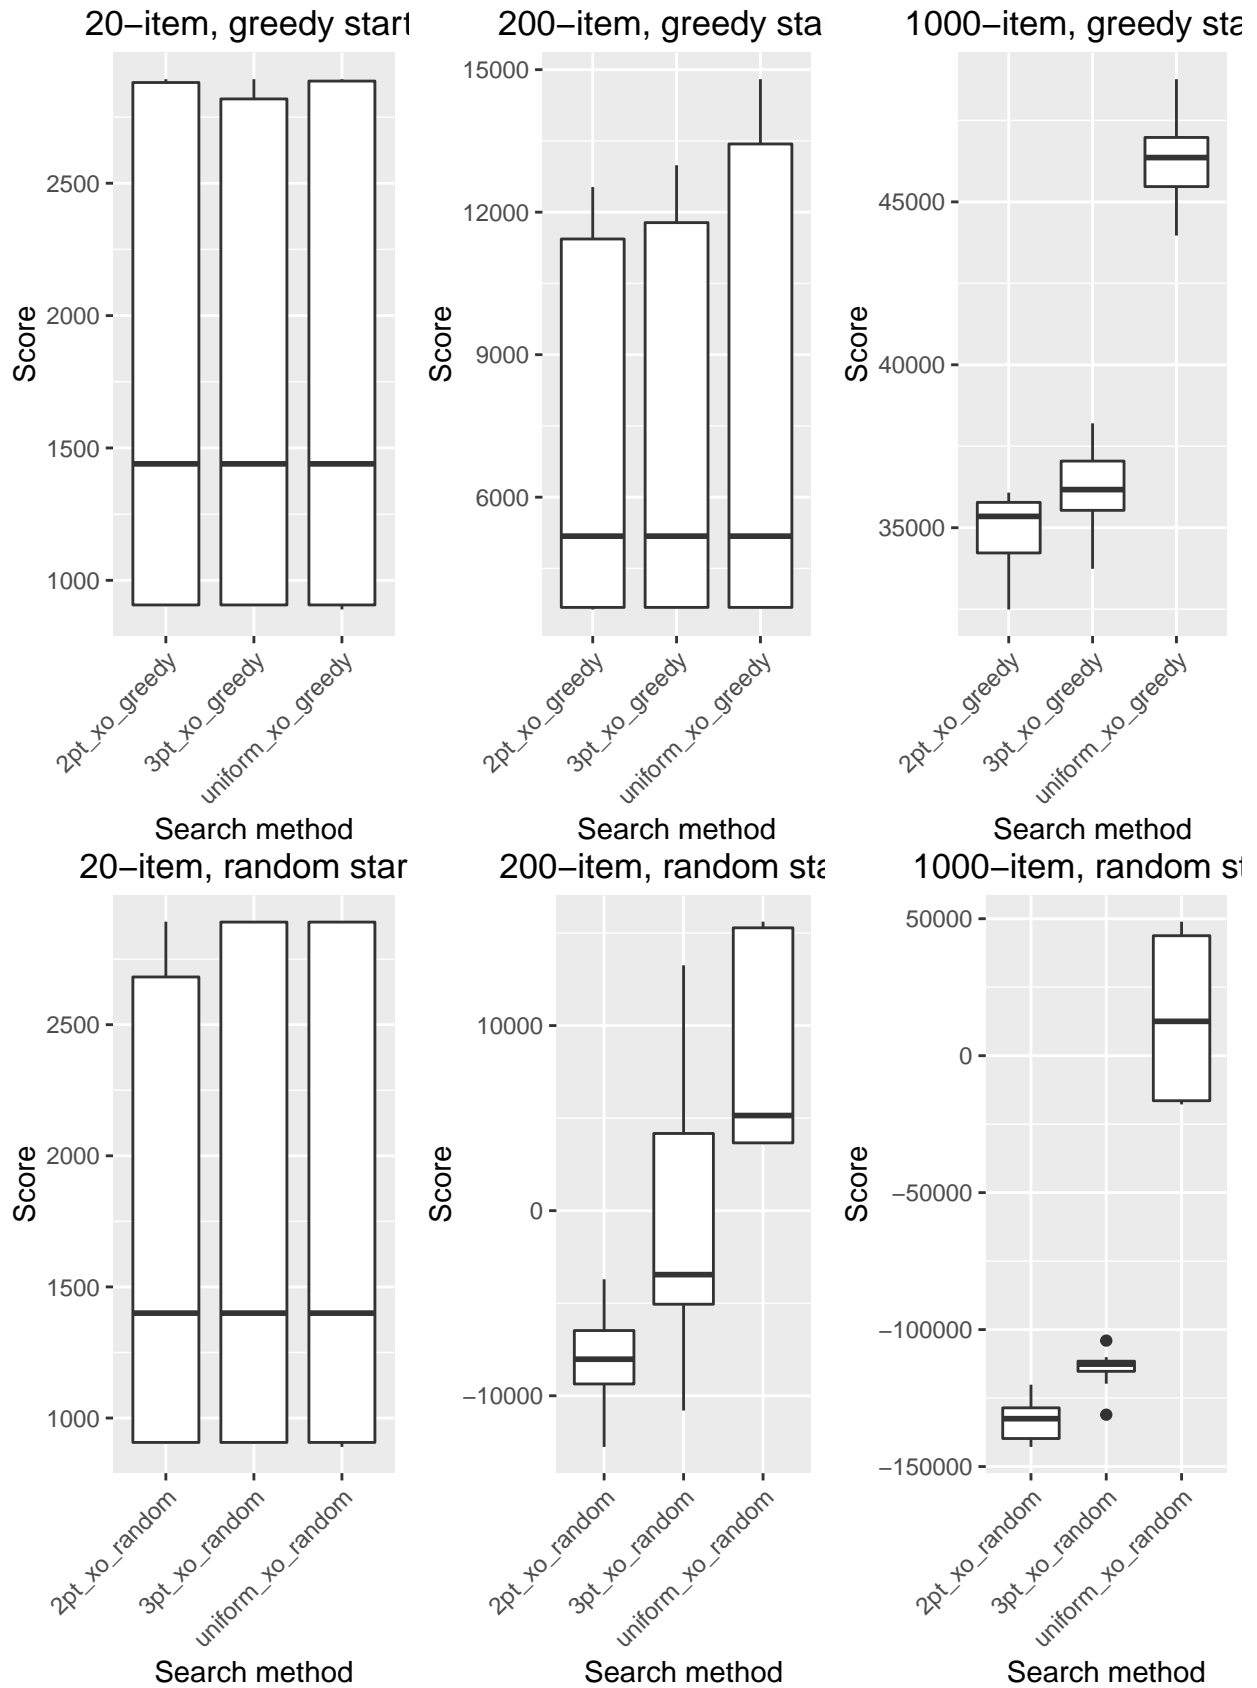 20−item, greedy start
200−item, greedy sta
1000−item, greedy sta
Score
2500
2000
1500
1000
2pt_xo_greedy
3pt_xo_greedy
uniform_xo_greedy
Search method
Score
15000
12000
9000
6000
2pt_xo_greedy
3pt_xo_greedy
uniform_xo_greedy
Search method
Score
45000
40000
35000
2pt_xo_greedy
3pt_xo_greedy
uniform_xo_greedy
Search method
20−item, random star
200−item, random sta
1000−item, random st
Score
2500
2000
1500
1000
2pt_xo_random
3pt_xo_random
uniform_xo_random
Search method
Score
10000
0
−10000
2pt_xo_random
3pt_xo_random
uniform_xo_random
Search method
Score
50000
0
−50000
−100000
−150000
2pt_xo_random
3pt_xo_random
uniform_xo_random
Search method